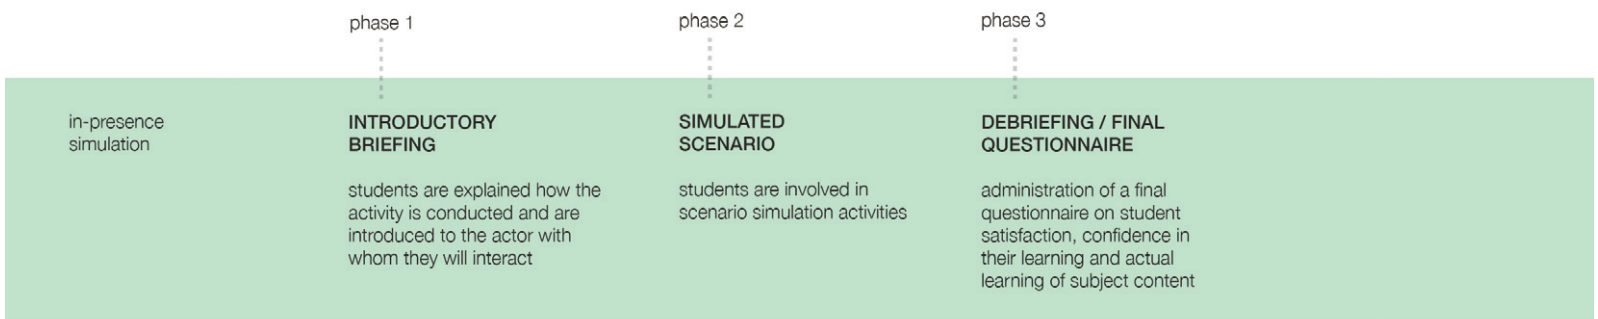 phase 1
phase 2
phase 3
in-presence
simulation
INTRODUCTORY
BRIEFING
students are explained how the
activity is conducted and are
introduced to the actor with
whom they will interact
SIMULATED
SCENARIO
students are involved in
scenario simulation activities
DEBRIEFING / FINAL
QUESTIONNAIRE
administration of a final
questionnaire on student
satisfaction, confidence in
their learning and actual
learning of subject content